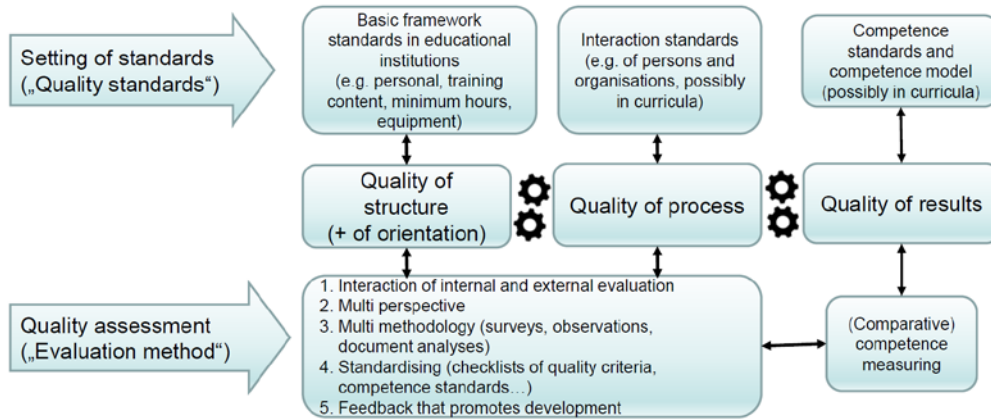 Setting of standards
(„Quality standards“)
Basic framework
standards in educational
institutions
(e.g. personal, training
content, minimum hours,
equipment)
Interaction standards
(e.g. of persons and
organisations, possibly
in curricula)
Competence
standards and
competence model
(possibly in curricula)
Quality of
structure
(+ of orientation)
Quality of process
Quality of results
Quality assessment
(„Evaluation method“)
1. Interaction of internal and external evaluation
2. Multi perspective
3. Multi methodology (surveys, observations,
document analyses)
4. Standardising (checklists of quality criteria,
competence standards…)
5. Feedback that promotes development
(Comparative)
competence
measuring